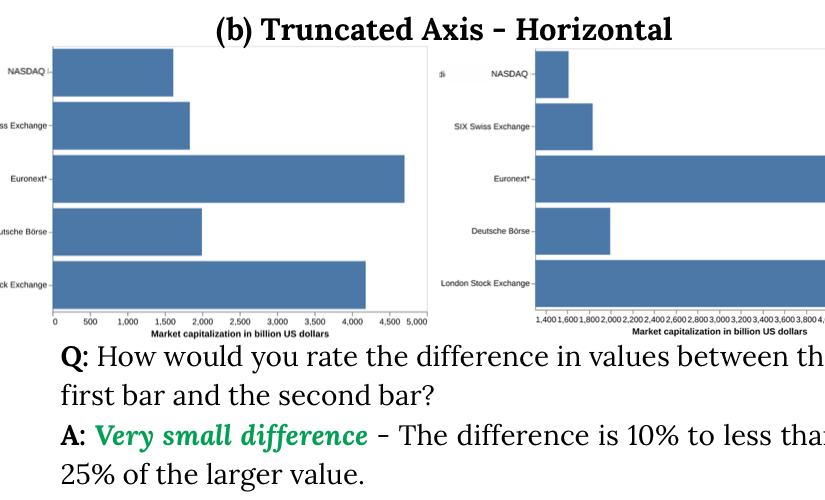 (b) Truncated Axis - Horizontal
NASDAQ
ss Exchange
Euronext*
utsche Börse
ck Exchange
0 500 1,000 1,500 2,000 2,500 3,000 3,500 4,000 4,500 5,000
Market capitalization in billion US dollars
NASDAQ
SIX Swiss Exchange
Euronext*
Deutsche Börse
London Stock Exchange
1,400 1,600 1,800 2,000 2,200 2,400 2,600 2,800 3,000 3,200 3,400 3,600 3,800 4,
Market capitalization in billion US dollars
Q: How would you rate the difference in values between th
first bar and the second bar?
A: Very small difference - The difference is 10% to less tha
25% of the larger value.